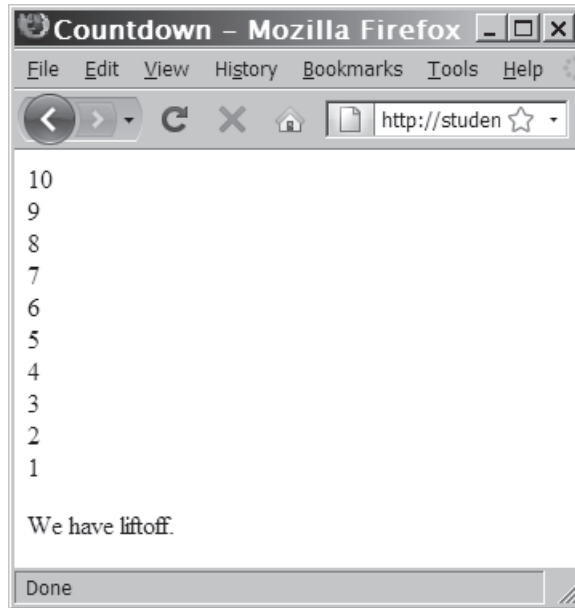 Countdown – Mozilla Firefox
File Edit View History Bookmarks Tools Help
http://studen
10
9
8
7
6
5
4
3
2
1
We have liftoff.
Done